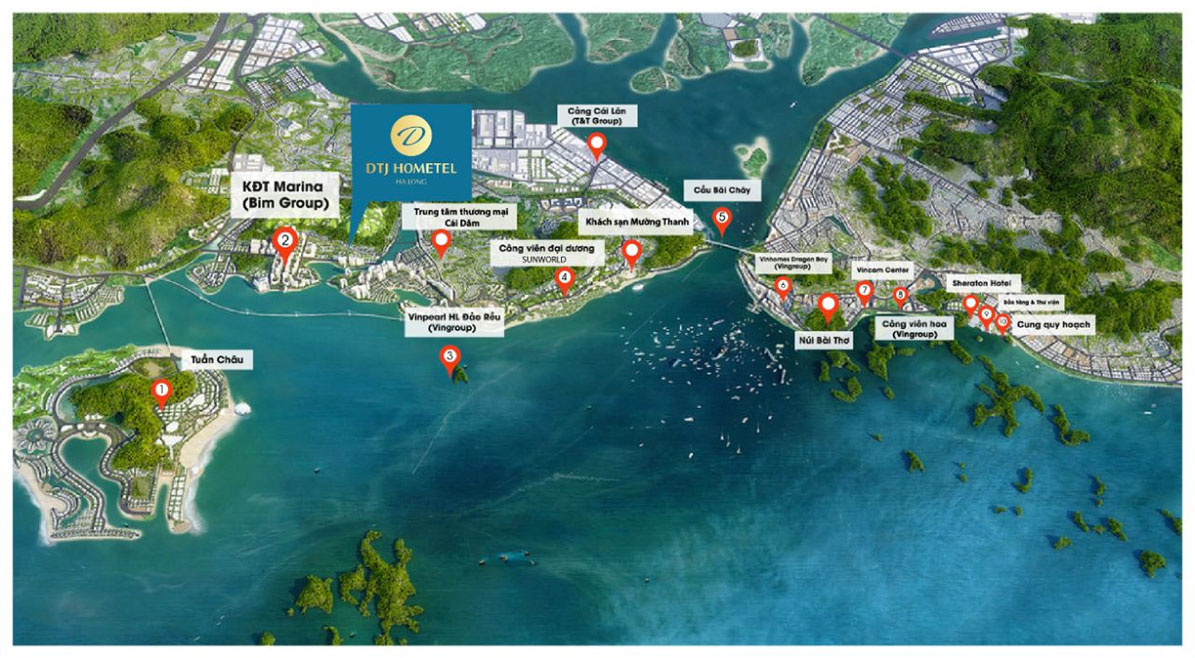 Cảng Cái Lân
(T&T Group)
DTJ HOMETEL
HA LONG
KĐT Marina
(Bim Group)
2
Trung tâm thương mại
Cái Dăm
Công viên đại dương
SUNWORLD
4
Khách sạn Mường Thanh
Cầu Bãi Cháy
5
Vinhomes Dragon Bay
(Vingroup)
6
Vincom Center
7
8
Sheraton Hotel
Bảo tàng & Thư viện
9
10
Cung quy hoạch
Công viên hoa
(Vingroup)
Núi Bài Thơ
Vinpearl HL Đảo Rều
(Vingroup)
3
Tuần Châu
1